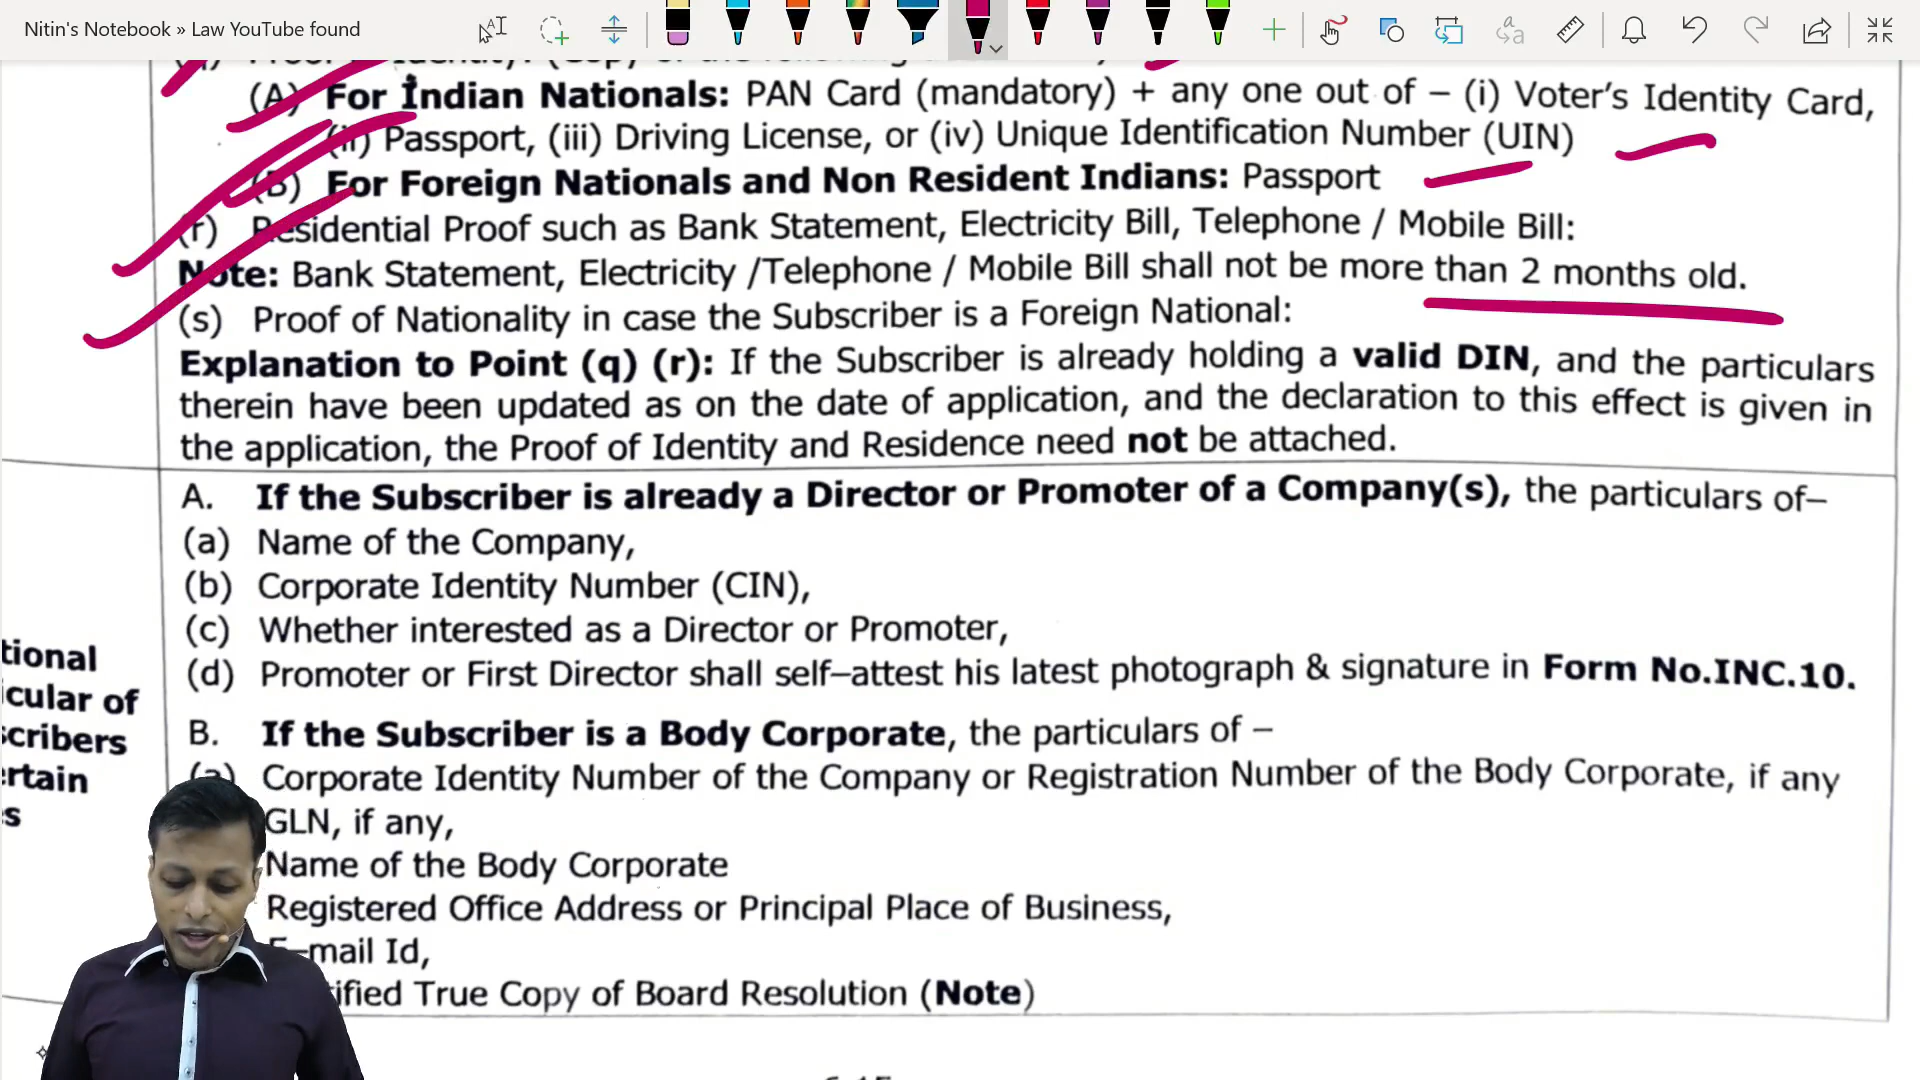 Nitin's Notebook » Law YouTube found
(A) For Indian Nationals: PAN Card (mandatory) + any one out of – (i) Voter's Identity Card,
(ii) Passport, (iii) Driving License, or (iv) Unique Identification Number (UIN)
(B) For Foreign Nationals and Non Resident Indians: Passport
(r) Residential Proof such as Bank Statement, Electricity Bill, Telephone / Mobile Bill:
Note: Bank Statement, Electricity /Telephone / Mobile Bill shall not be more than 2 months old.
(s) Proof of Nationality in case the Subscriber is a Foreign National:
Explanation to Point (q) (r): If the Subscriber is already holding a valid DIN, and the particulars
therein have been updated as on the date of application, and the declaration to this effect is given in
the application, the Proof of Identity and Residence need not be attached.
tional
cular of
scribers
rtain
s
A. If the Subscriber is already a Director or Promoter of a Company(s), the particulars of–
(a) Name of the Company,
(b) Corporate Identity Number (CIN),
(c) Whether interested as a Director or Promoter,
(d) Promoter or First Director shall self–attest his latest photograph & signature in Form No.INC.10.
B. If the Subscriber is a Body Corporate, the particulars of –
(a) Corporate Identity Number of the Company or Registration Number of the Body Corporate, if any
GLN, if any,
Name of the Body Corporate
Registered Office Address or Principal Place of Business,
E–mail Id,
tified True Copy of Board Resolution (Note)